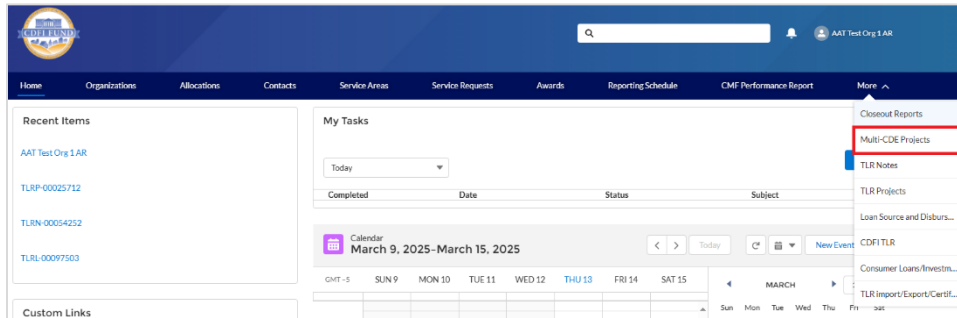 THE
CDFI FUND
AAT Test Org 1 AR
Home Organizations Allocations Contacts Service Areas Service Requests Awards Reporting Schedule CMF Performance Report More
Recent Items
AAT Test Org 1 AR
TLRP-00025712
TLRN-00054252
TLRL-00097503
Custom Links
My Tasks
Today
Completed Date Status Subject
Calendar
March 9, 2025–March 15, 2025
Today
New Event
GMT -5 SUN 9 MON 10 TUE 11 WED 12 THU 13 FRI 14 SAT 15
MARCH
Sun Mon Tue Wed Thu Fri Sat
Closeout Reports
Multi-CDE Projects
TLR Notes
TLR Projects
Loan Source and Disburs...
CDFI TLR
Consumer Loans/Investm...
TLR import/Export/Certif...